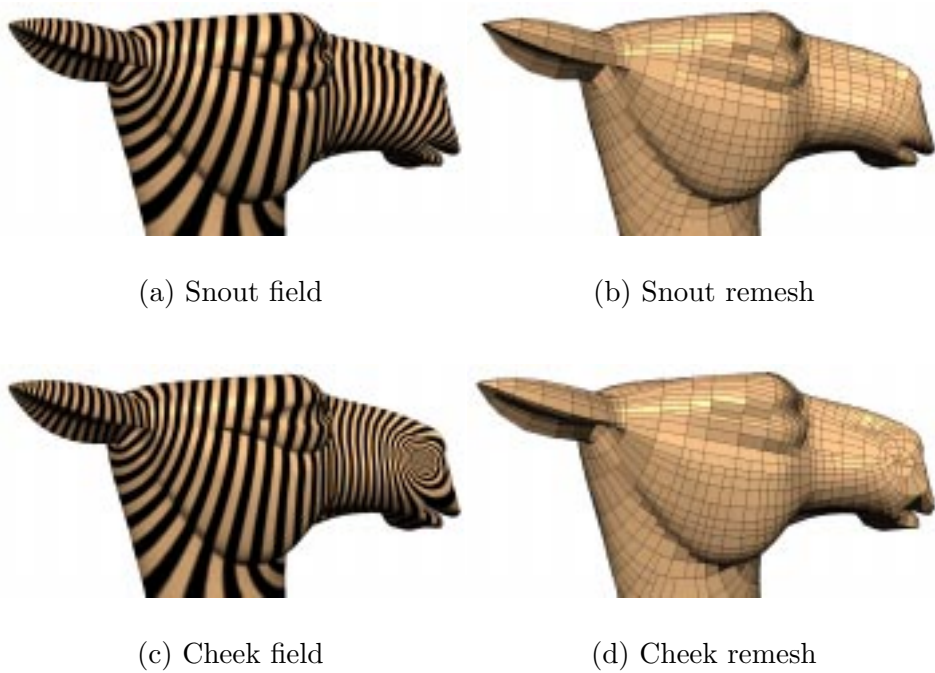 (a) Snout field
(b) Snout remesh
(c) Cheek field
(d) Cheek remesh